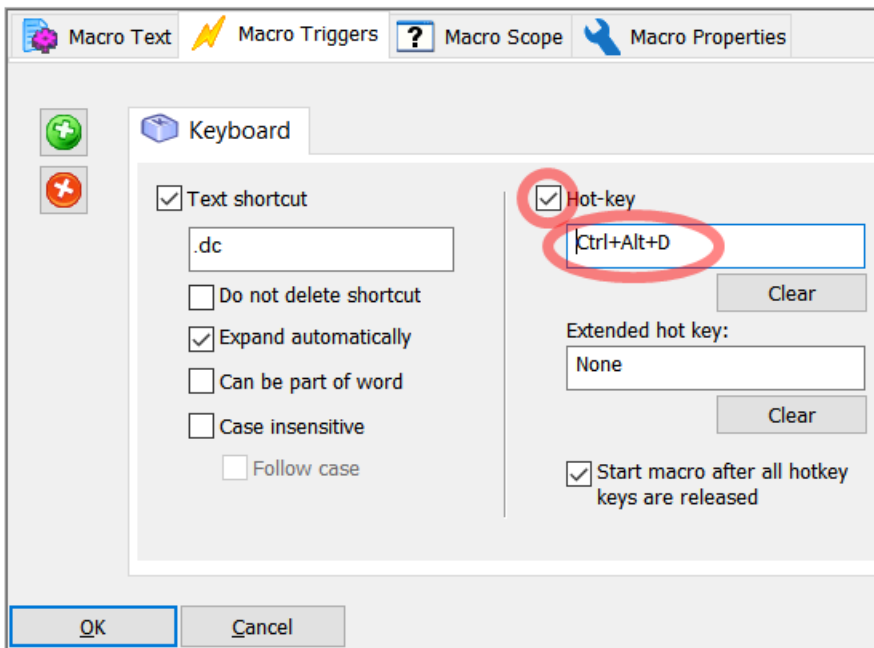 Macro Text Macro Triggers ? Macro Scope Macro Properties
Keyboard
Text shortcut
.dc
Do not delete shortcut
Expand automatically
Can be part of word
Case insensitive
Follow case
Hot-key
Ctrl+Alt+D
Clear
Extended hot key:
None
Clear
Start macro after all hotkey
keys are released
OK Cancel